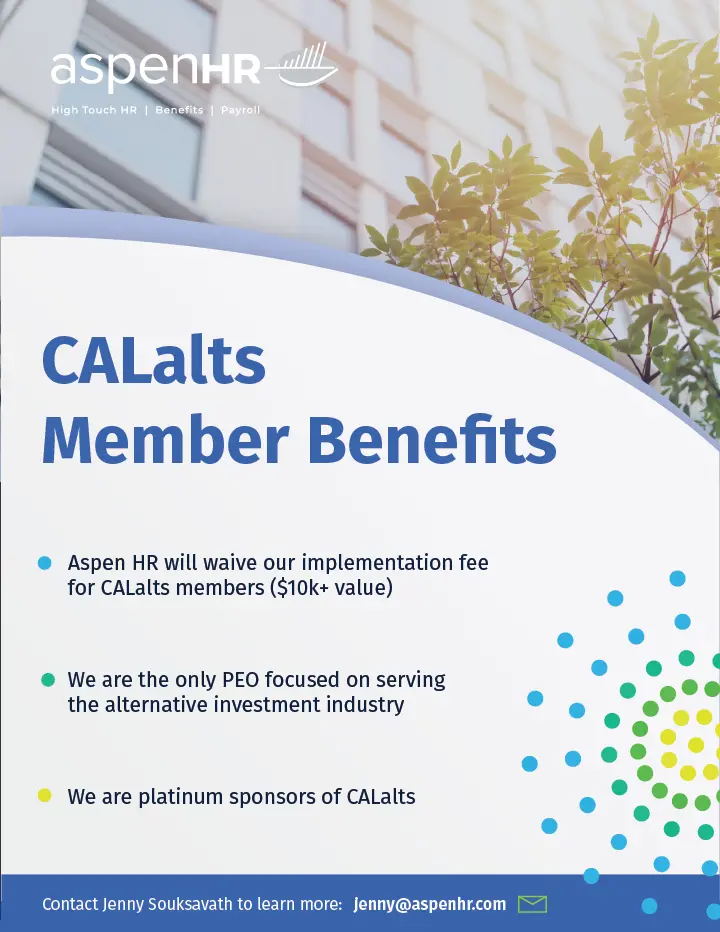 aspenHR
High Touch HR | Benefits | Payroll
CALalts
Member Benefits
Aspen HR will waive our implementation fee
for CALalts members ($10k+ value)
We are the only PEO focused on serving
the alternative investment industry
We are platinum sponsors of CALalts
Contact Jenny Souksavath to learn more: Jenny@aspenhr.com